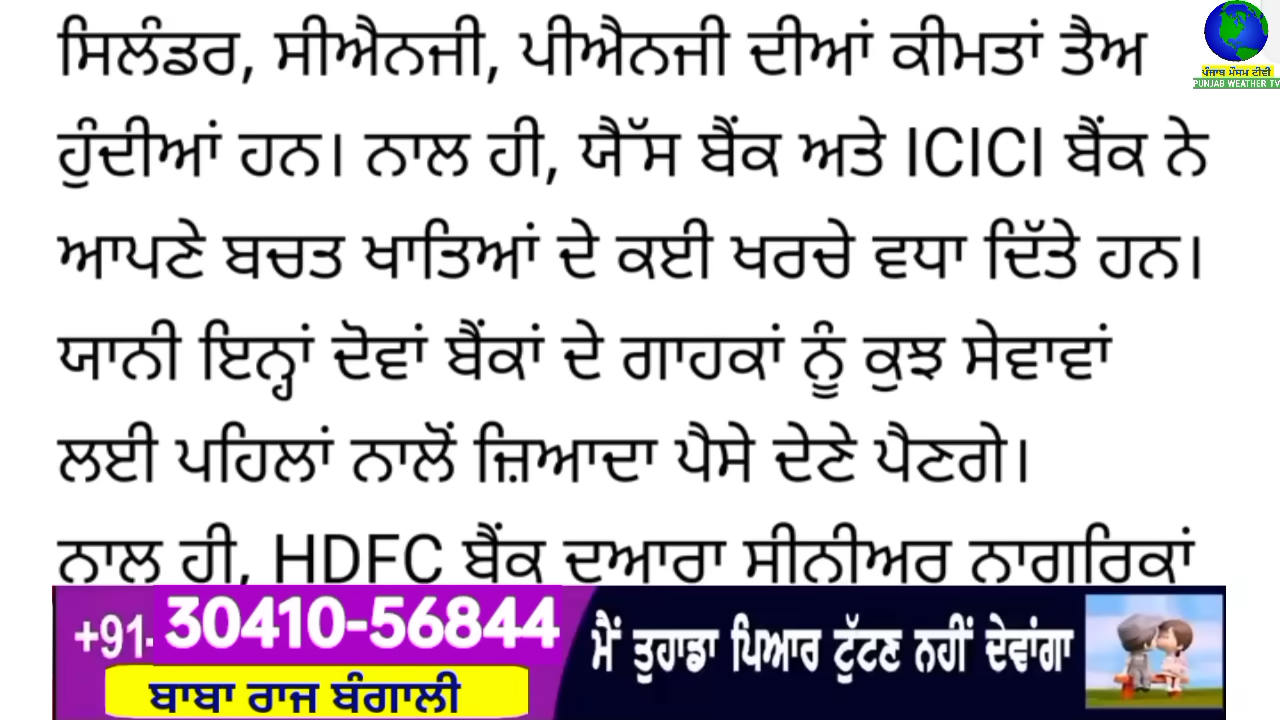 ਸਿਲੰਡਰ, ਸੀਐਨਜੀ, ਪੀਐਨਜੀ ਦੀਆਂ ਕੀਮਤਾਂ ਤੈਅ
ਹੁੰਦੀਆਂ ਹਨ। ਨਾਲ ਹੀ, ਯੈੱਸ ਬੈਂਕ ਅਤੇ ICICI ਬੈਂਕ ਨੇ
ਆਪਣੇ ਬਚਤ ਖਾਤਿਆਂ ਦੇ ਕਈ ਖਰਚੇ ਵਧਾ ਦਿੱਤੇ ਹਨ।
ਯਾਨੀ ਇਨ੍ਹਾਂ ਦੋਵਾਂ ਬੈਂਕਾਂ ਦੇ ਗਾਹਕਾਂ ਨੂੰ ਕੁਝ ਸੇਵਾਵਾਂ
ਲਈ ਪਹਿਲਾਂ ਨਾਲੋਂ ਜ਼ਿਆਦਾ ਪੈਸੇ ਦੇਣੇ ਪੈਣਗੇ।
ਨਾਲ ਹੀ, HDFC ਬੈਂਕ ਦੁਆਰਾ ਸੀਨੀਅਰ ਨਾਗਰਿਕਾਂ
ਪੰਜਾਬ ਮੌਸਮ ਟੀਵੀ
PUNJAB WEATHER TV
+91. 30410-56844
ਬਾਬਾ ਰਾਜ ਬੰਗਾਲੀ
ਮੈਂ ਤੁਹਾਡਾ ਪਿਆਰ ਟੁੱਟਣ ਨਹੀਂ ਦੇਵਾਂਗਾ